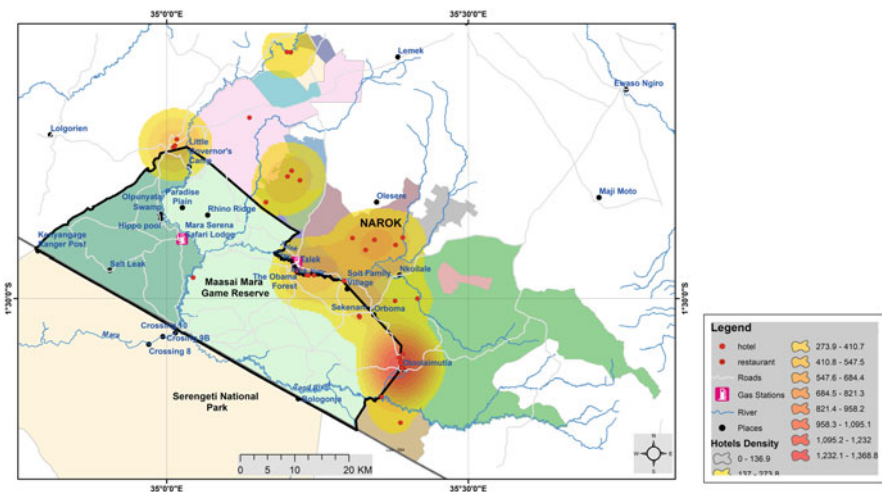 35°0'0"E
35°30'0"E
Lemek
Ewaso Ngiro
Lolgorien
Little
Governor's
Camp
Paradise
Plain
Olpunyata
Swamp
Rhino Ridge
Hippo pool
Mara Serena
Safari Lodge
Kenyangage
Ranger Post
Salt Leak
Olesere
Maji Moto
NAROK
Talek
The Obama
Forest
Soit Family
Village
Nkoilale
Maasai Mara
Game Reserve
Sekenani
Orboma
1°30'0"S
1°30'0"S
Mara
Crossing 10
Crosing 9B
Crossing 8
Ololaimutia
Sand River
Bologonja
Serengeti National
Park
0
5
10
20 KM
35°0'0"E
35°30'0"E
N
W
E
S
Legend
hotel
restaurant
Roads
Gas Stations
River
Places
Hotels Density
0 - 136.9
137 - 273.8
273.9 - 410.7
410.8 - 547.5
547.6 - 684.4
684.5 - 821.3
821.4 - 958.2
958.3 - 1,095.1
1,095.2 - 1,232
1,232.1 - 1,368.8